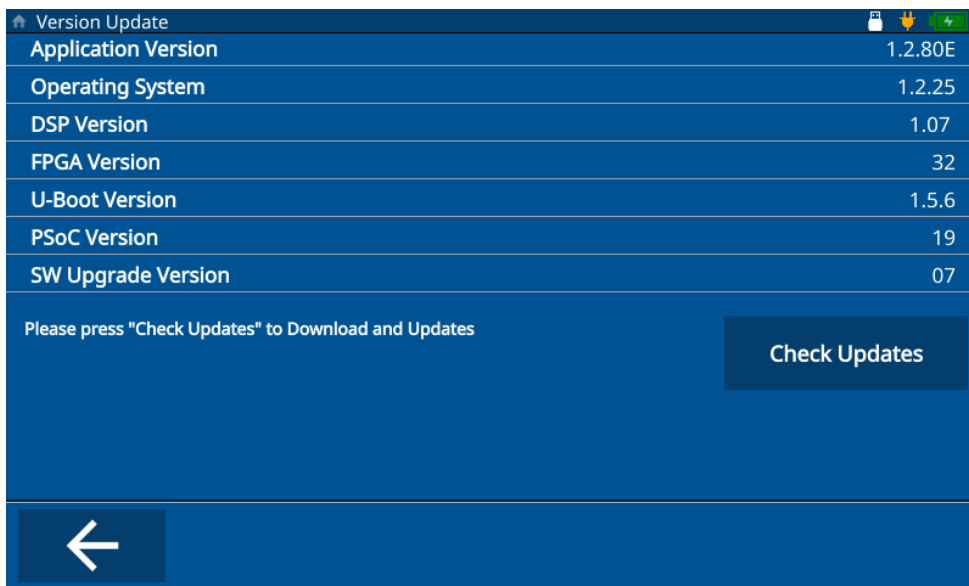 Version Update
Application Version 1.2.80E
Operating System 1.2.25
DSP Version 1.07
FPGA Version 32
U-Boot Version 1.5.6
PSoC Version 19
SW Upgrade Version 07
Please press "Check Updates" to Download and Updates
Check Updates